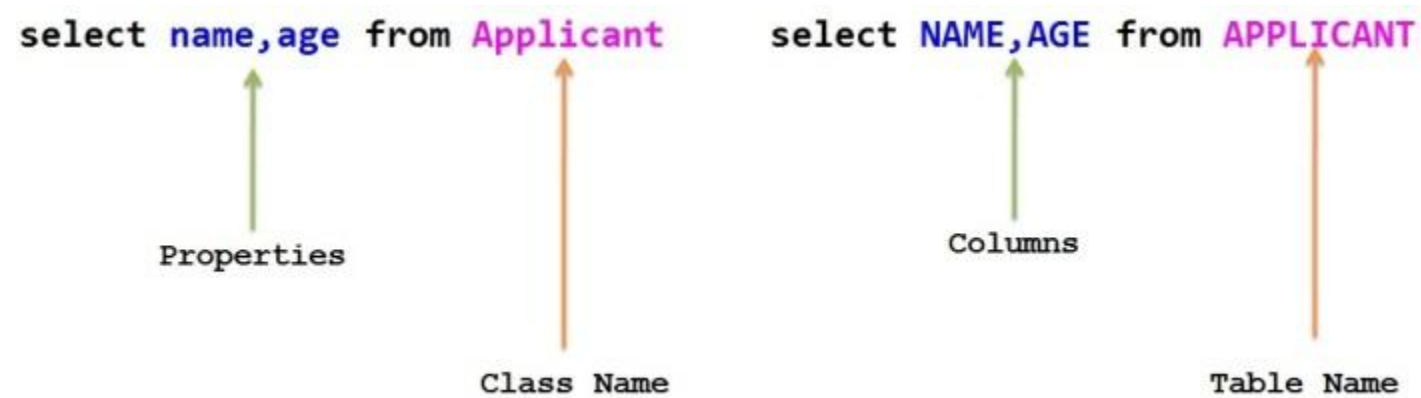 select name,age from Applicant
Properties
Class Name
select NAME,AGE from APPLICANT
Columns
Table Name